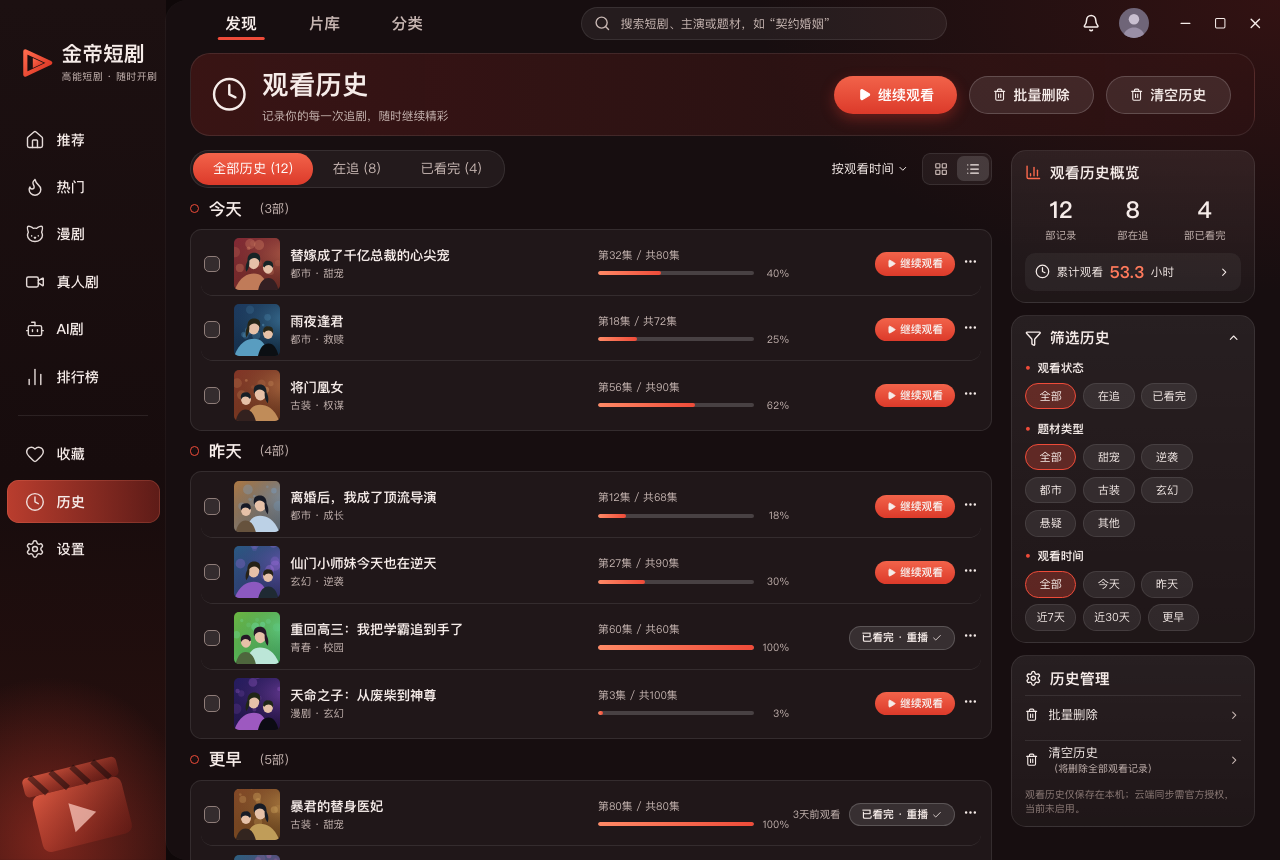 金帝短剧
高能短剧 · 随时开刷
推荐
热门
漫剧
真人剧
AI剧
排行榜
收藏
历史
设置
发现
片库
分类
搜索短剧、主演或题材，如 “契约婚姻”
观看历史
记录你的每一次追剧，随时继续精彩
继续观看
批量删除
清空历史
全部历史 (12)
在追 (8)
已看完 (4)
按观看时间
今天 (3部)
替嫁成了千亿总裁的心尖宠
都市 · 甜宠
第32集 / 共80集
40%
继续观看
雨夜逢君
都市 · 救赎
第18集 / 共72集
25%
继续观看
将门凰女
古装 · 权谋
第56集 / 共90集
62%
继续观看
昨天 (4部)
离婚后，我成了顶流导演
都市 · 成长
第12集 / 共68集
18%
继续观看
仙门小师妹今天也在逆天
玄幻 · 逆袭
第27集 / 共90集
30%
继续观看
重回高三：我把学霸追到手了
青春 · 校园
第60集 / 共60集
100%
已看完 · 重播
天命之子：从废柴到神尊
漫剧 · 玄幻
第3集 / 共100集
3%
继续观看
更早 (5部)
暴君的替身医妃
古装 · 甜宠
第80集 / 共80集
100%
3天前观看
已看完 · 重播
观看历史概览
12
部记录
8
部在追
4
部已看完
累计观看 53.3 小时
筛选历史
观看状态
全部
在追
已看完
题材类型
全部
甜宠
逆袭
都市
古装
玄幻
悬疑
其他
观看时间
全部
今天
昨天
近7天
近30天
更早
历史管理
批量删除
清空历史
（将删除全部观看记录）
观看历史仅保存在本机；云端同步需官方授权，
当前未启用。